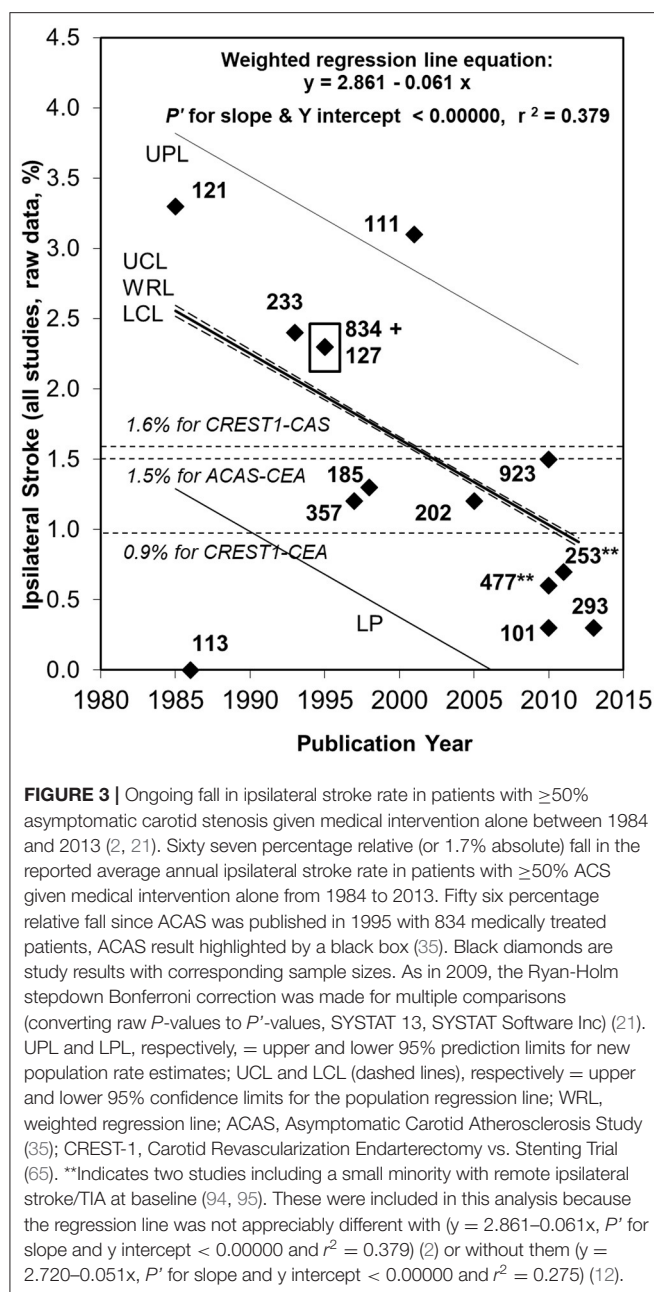 Weighted regression line equation:
y = 2.861 - 0.061 x
P' for slope & Y intercept < 0.00000, r 2 = 0.379
Ipsilateral Stroke (all studies, raw data, %)
4.5
4.0
3.5
3.0
2.5
2.0
1.5
1.0
0.5
0.0
UPL
121
111
UCL
WRL
LCL
233
834 +
127
1.6% for CREST1-CAS
1.5% for ACAS-CEA
185
357
202
923
0.9% for CREST1-CEA
253**
477**
101
293
LP
113
1980 1985 1990 1995 2000 2005 2010 2015
Publication Year
FIGURE 3 | Ongoing fall in ipsilateral stroke rate in patients with ≥50%
asymptomatic carotid stenosis given medical intervention alone between 1984
and 2013 (2, 21). Sixty seven percentage relative (or 1.7% absolute) fall in the
reported average annual ipsilateral stroke rate in patients with ≥50% ACS
given medical intervention alone from 1984 to 2013. Fifty six percentage
relative fall since ACAS was published in 1995 with 834 medically treated
patients, ACAS result highlighted by a black box (35). Black diamonds are
study results with corresponding sample sizes. As in 2009, the Ryan-Holm
stepdown Bonferroni correction was made for multiple comparisons
(converting raw P-values to P'-values, SYSTAT 13, SYSTAT Software Inc) (21).
UPL and LPL, respectively, = upper and lower 95% prediction limits for new
population rate estimates; UCL and LCL (dashed lines), respectively = upper
and lower 95% confidence limits for the population regression line; WRL,
weighted regression line; ACAS, Asymptomatic Carotid Atherosclerosis Study
(35); CREST-1, Carotid Revascularization Endarterectomy vs. Stenting Trial
(65). **Indicates two studies including a small minority with remote ipsilateral
stroke/TIA at baseline (94, 95). These were included in this analysis because
the regression line was not appreciably different with (y = 2.861–0.061x, P' for
slope and y intercept < 0.00000 and r2 = 0.379) (2) or without them (y =
2.720–0.051x, P' for slope and y intercept < 0.00000 and r2 = 0.275) (12).